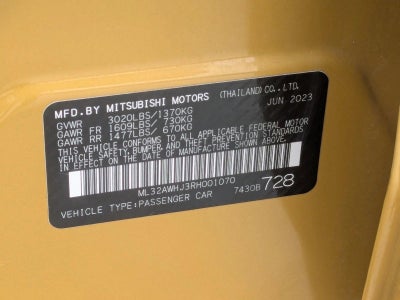 MFD.BY MITSUBISHI MOTORS (THAILAND) CO., LTD.
GVWR 3020LBS/1370KG JUN 2023
GAWR FR 1609LBS/ 730KG
GAWR RR 1477LBS/ 670KG
THIS VEHICLE CONFORMS TO ALL APPLICABLE FEDERAL MOTOR
VEHICLE SAFETY, BUMPER AND THEFT PREVENTION STANDARDS
IN EFFECT ON THE DATE OF MANUFACTURE SHOWN ABOVE.
ML32AWHJ3RH001070
VEHICLE TYPE:PASSENGER CAR 7430B 728